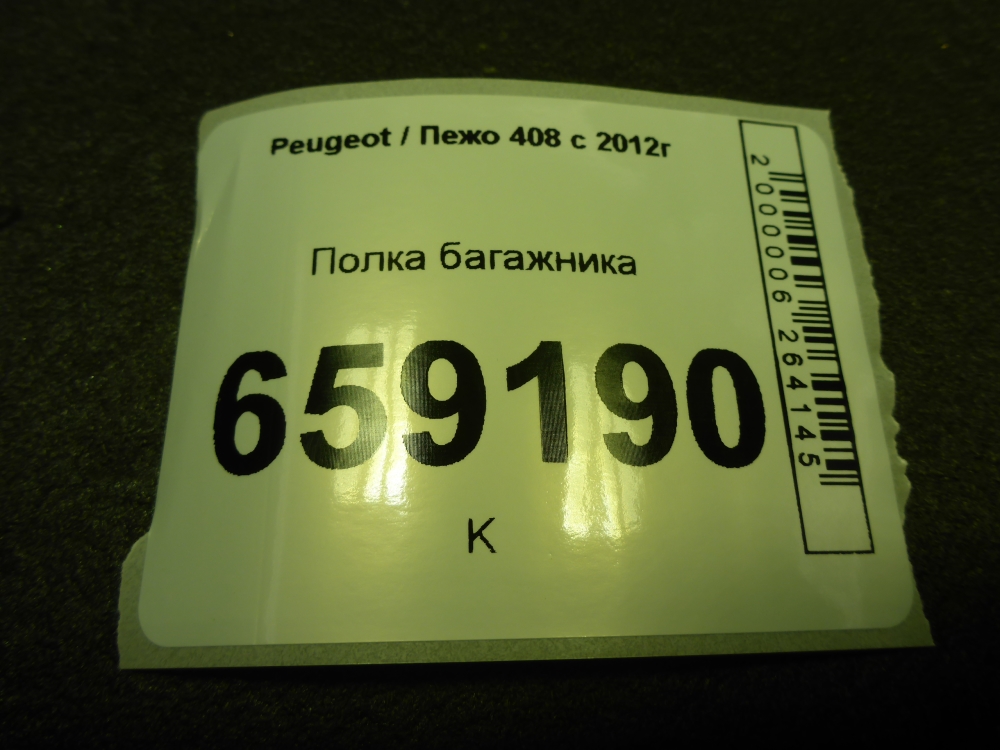 Peugeot / Пежо 408 с 2012г
Полка багажника
659190
К
2000006264145